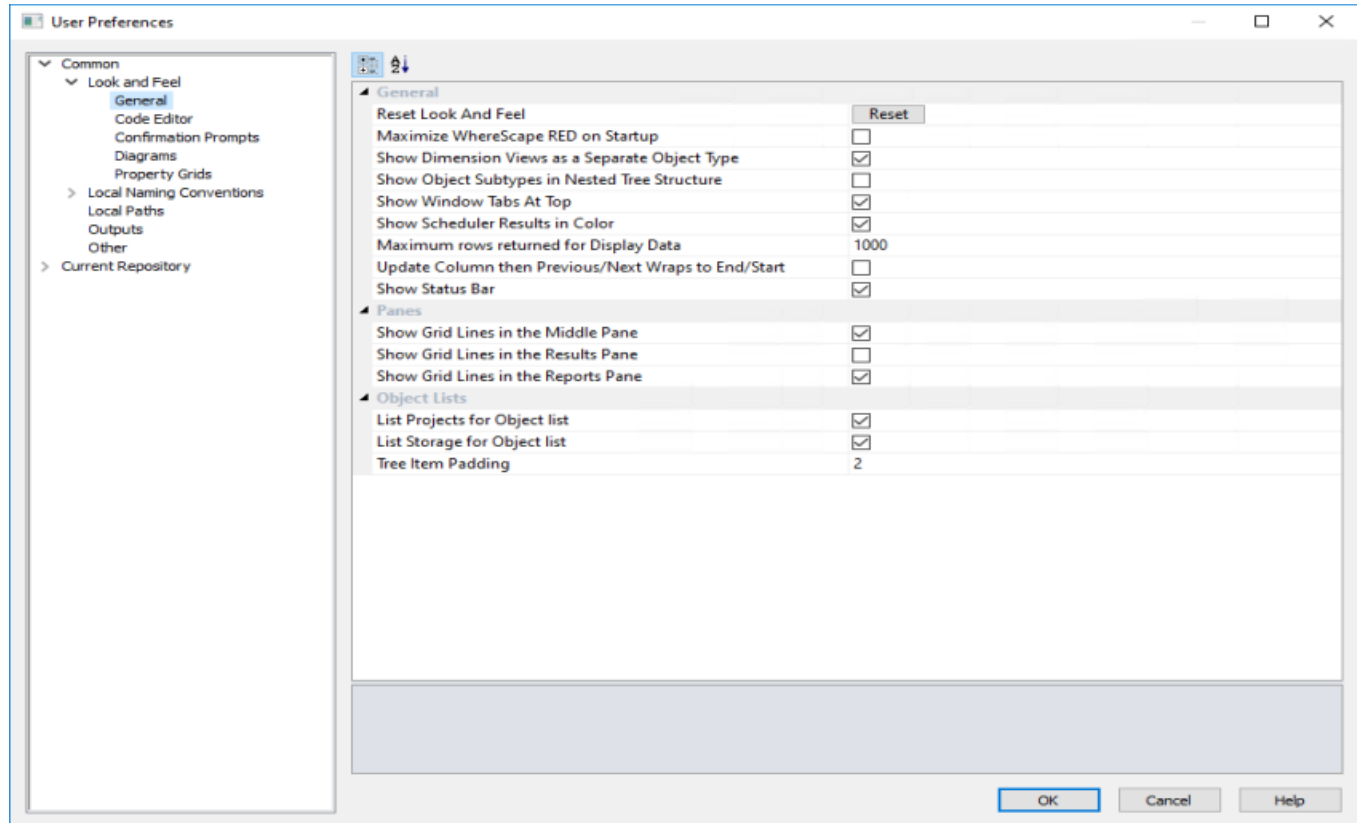 User Preferences
Common
Look and Feel
General
Code Editor
Confirmation Prompts
Diagrams
Property Grids
Local Naming Conventions
Local Paths
Outputs
Other
Current Repository
General
Reset Look And Feel Reset
Maximize WhereScape RED on Startup
Show Dimension Views as a Separate Object Type
Show Object Subtypes in Nested Tree Structure
Show Window Tabs At Top
Show Scheduler Results in Color
Maximum rows returned for Display Data 1000
Update Column then Previous/Next Wraps to End/Start
Show Status Bar
Panes
Show Grid Lines in the Middle Pane
Show Grid Lines in the Results Pane
Show Grid Lines in the Reports Pane
Object Lists
List Projects for Object list
List Storage for Object list
Tree Item Padding 2
OK Cancel Help